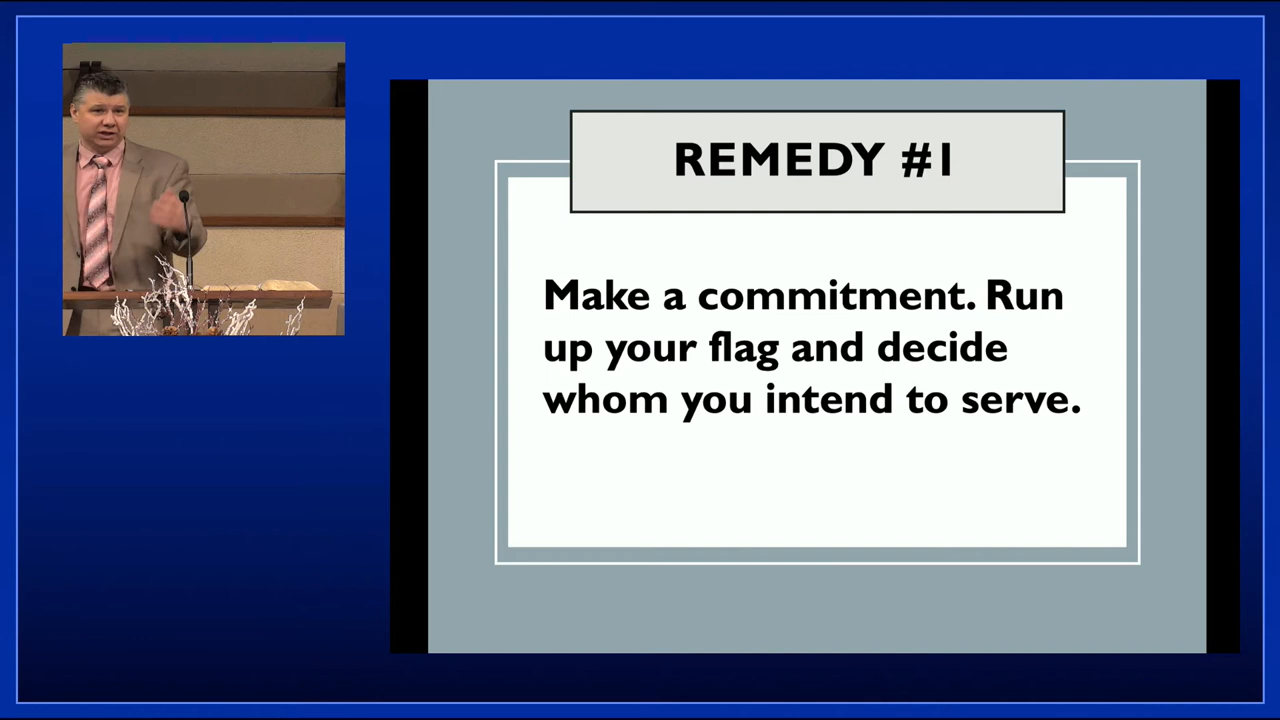 REMEDY #1
Make a commitment. Run
up your flag and decide
whom you intend to serve.